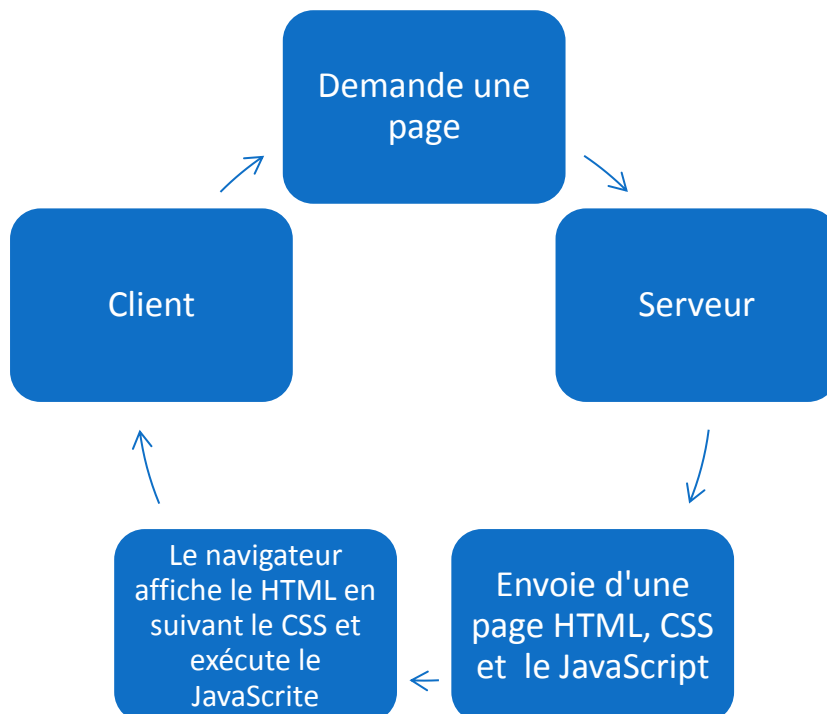 Demande une
page
Client
Serveur
Le navigateur
affiche le HTML en
suivant le CSS et
exécute le
JavaScrite
Envoie d'une
page HTML, CSS
et le JavaScript